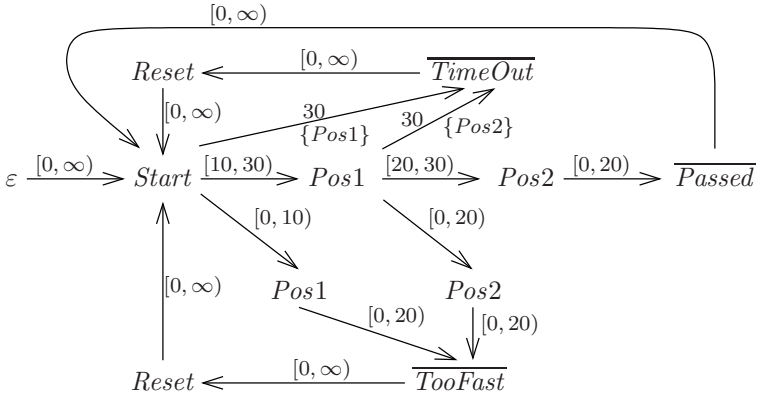 [0, ∞)
Reset
[0, ∞)
TimeOut
[0, ∞)
30
{Pos1}
30
{Pos2}
ε
[0, ∞)
Start
[10, 30)
Pos1
[20, 30)
Pos2
[0, 20)
Passed
[0, 10)
[0, 20)
[0, ∞)
Pos1
Pos2
[0, 20)
[0, 20)
Reset
[0, ∞)
TooFast